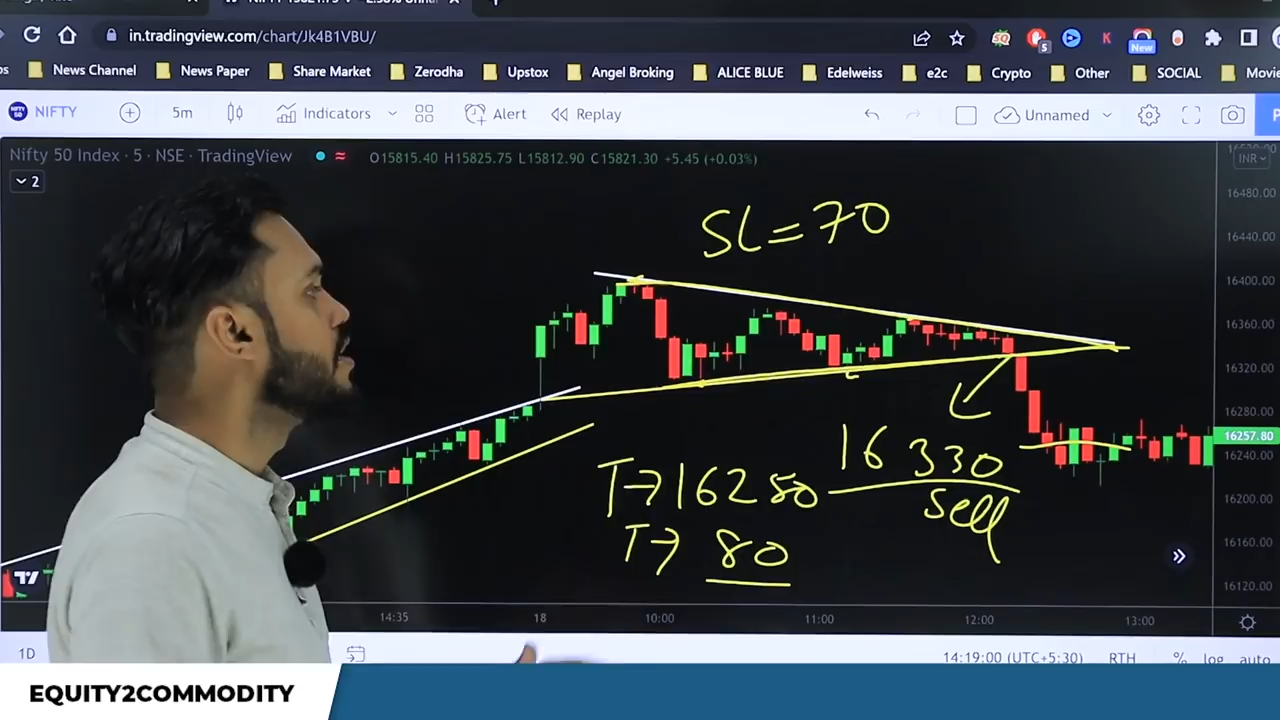 in.tradingview.com/chart/Jk4B1VBU/
5
New
News Channel News Paper Share Market Zerodha Upstox Angel Broking ALICE BLUE Edelweiss e2c Crypto Other SOCIAL Movie
NIFTY 5m Indicators Alert Replay Unnamed
Nifty 50 Index · 5 · NSE · TradingView O15815.40 H15825.75 L15812.90 C15821.30 +5.45 (+0.03%)
INR
2
SL=70
16480.00
16440.00
16400.00
16360.00
16320.00
16280.00
16257.80
16240.00
16200.00
16160.00
16120.00
16 330
Sell
T→16250
T→ 80
14:35 18 10:00 11:00 12:00 13:00
1D 14:19:00 (UTC+5:30) RTH % log auto
EQUITY2COMMODITY